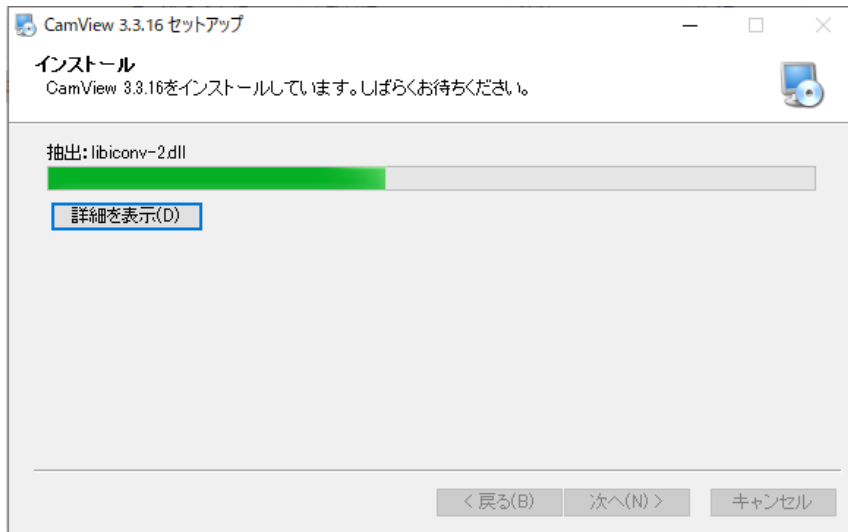 CamView 3.3.16 セットアップ
インストール
CamView 3.3.16をインストールしています。しばらくお待ちください。
抽出: libiconv-2.dll
詳細を表示(D)
< 戻る(B)
次へ(N) >
キャンセル